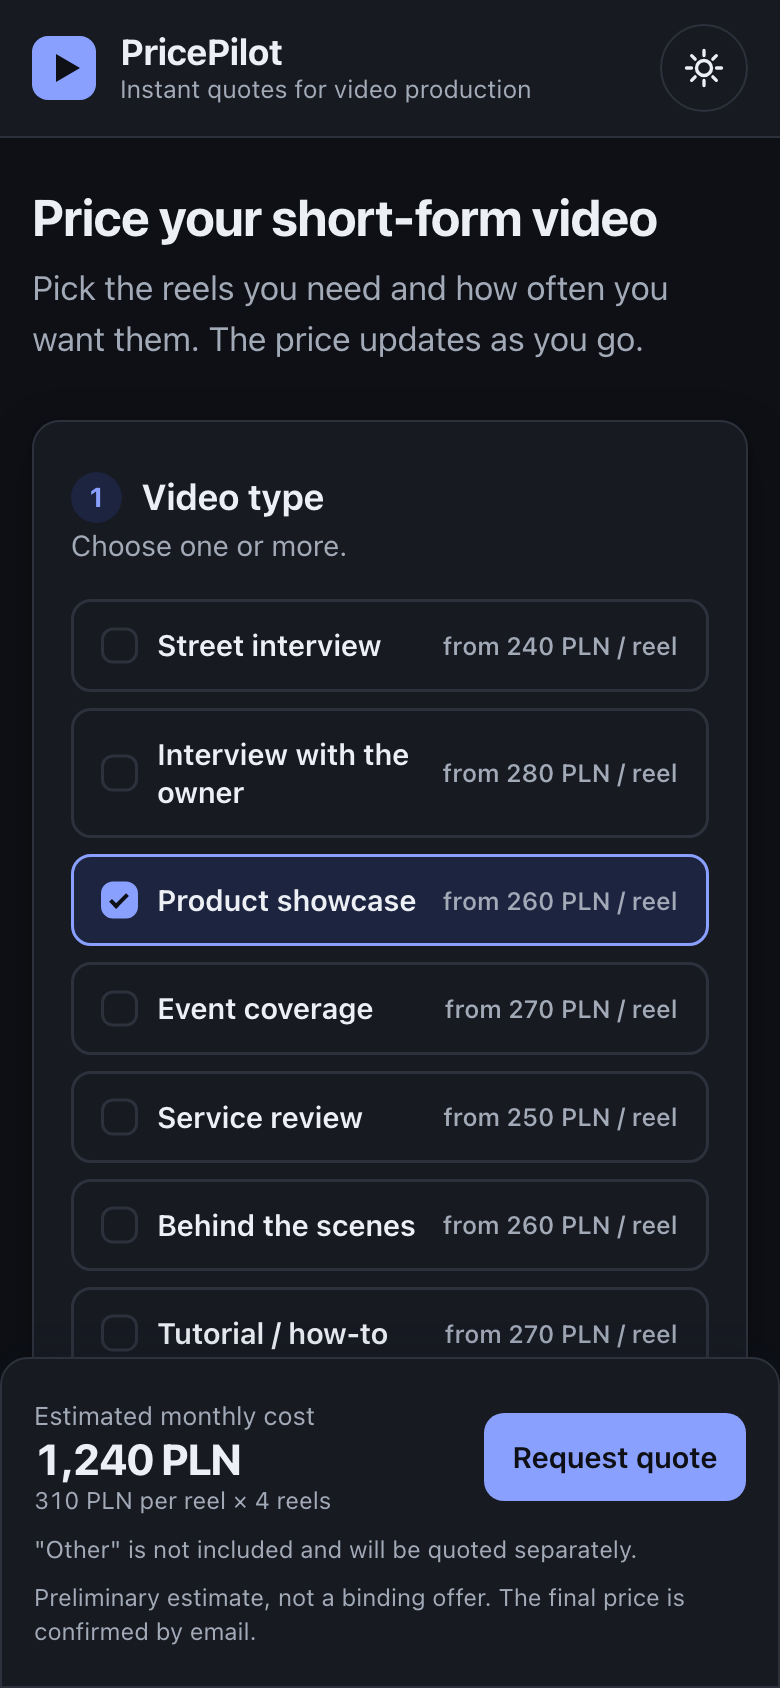 PricePilot
Instant quotes for video production
Price your short-form video
Pick the reels you need and how often you
want them. The price updates as you go.
1 Video type
Choose one or more.
Street interview from 240 PLN / reel
Interview with the
owner
from 280 PLN / reel
Product showcase from 260 PLN / reel
Event coverage from 270 PLN / reel
Service review from 250 PLN / reel
Behind the scenes from 260 PLN / reel
Tutorial / how-to from 270 PLN / reel
Estimated monthly cost
1,240 PLN
310 PLN per reel × 4 reels
Request quote
"Other" is not included and will be quoted separately.
Preliminary estimate, not a binding offer. The final price is
confirmed by email.